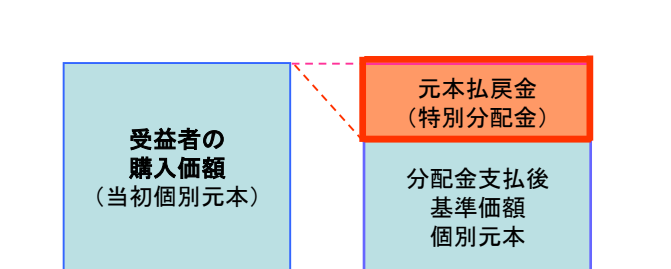 受益者の
購入価額
（当初個別元本）
元本払戻金
（特別分配金）
分配金支払後
基準価額
個別元本